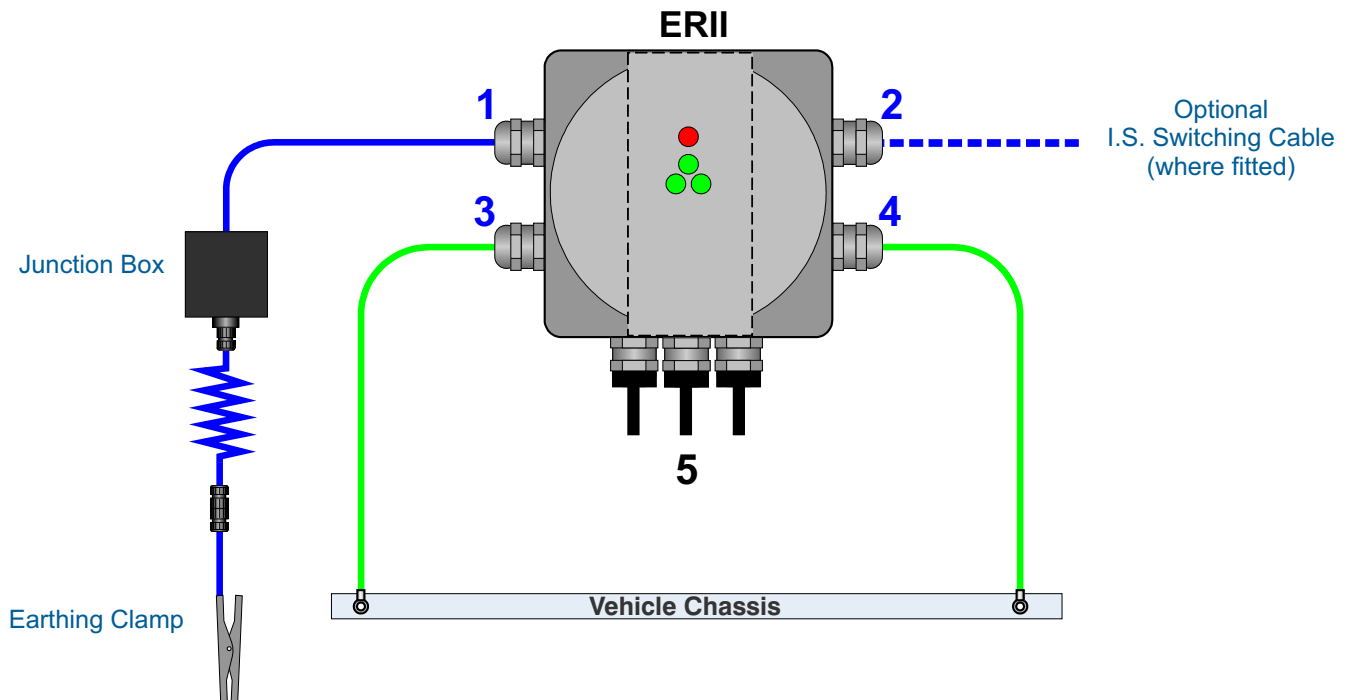 ERII
1
2
Optional
I.S. Switching Cable
(where fitted)
3
4
Junction Box
5
Vehicle Chassis
Earthing Clamp